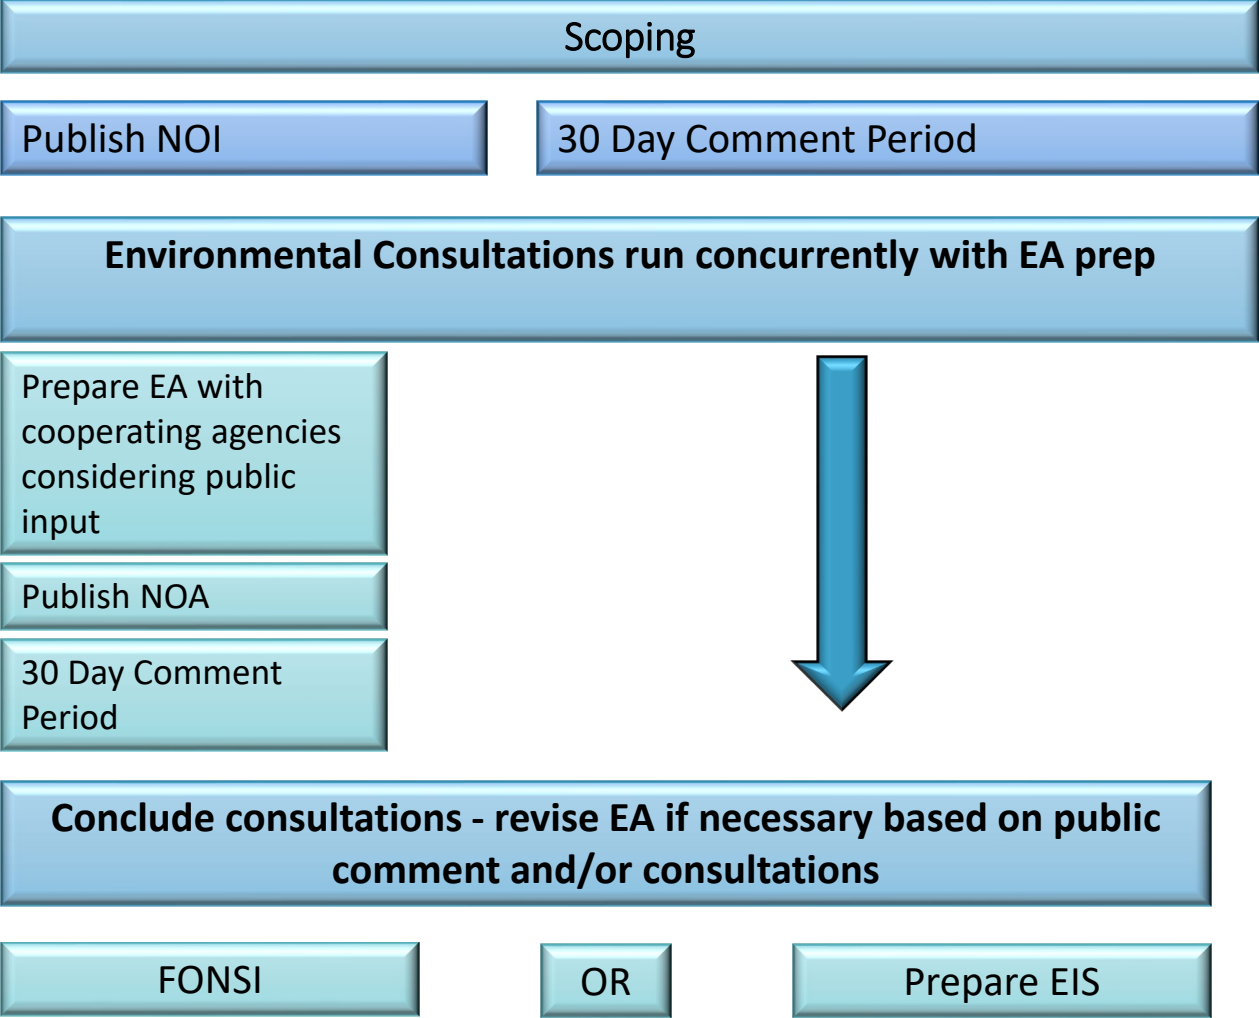 Scoping
Publish NOI
30 Day Comment Period
Environmental Consultations run concurrently with EA prep
Prepare EA with
cooperating agencies
considering public
input
Publish NOA
30 Day Comment
Period
Conclude consultations - revise EA if necessary based on public
comment and/or consultations
FONSI
OR
Prepare EIS